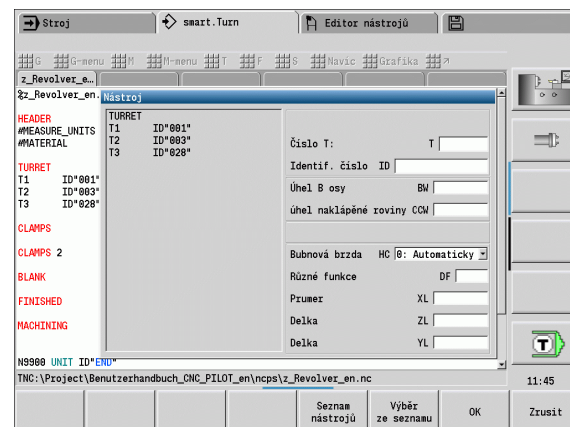 Stroj
smart.Turn
Editor nástrojů
G G-menu M M-menu T F S Navíc Grafika
z_Revolver_e…
%z_Revolver_en.
HEADER
#MEASURE_UNITS
#MATERIAL
TURRET
T1 ID"001"
T2 ID"003"
T3 ID"028"
CLAMPS
CLAMPS 2
BLANK
FINISHED
MACHINING
N9900 UNIT ID"END"
Nástroj
TURRET
T1 ID"001"
T2 ID"003"
T3 ID"028"
Číslo T: T
Identif. číslo ID
Úhel B osy BW
úhel naklápěné roviny CCW
Bubnová brzda HC 0: Automaticky
Různé funkce DF
Prumer XL
Delka ZL
Delka YL
TNC:\Project\Benutzerhandbuch_CNC_PILOT_en\ncps\z_Revolver_en.nc
T
11:45
Seznam nástrojů
Výběr ze seznamu
OK
Zrusit